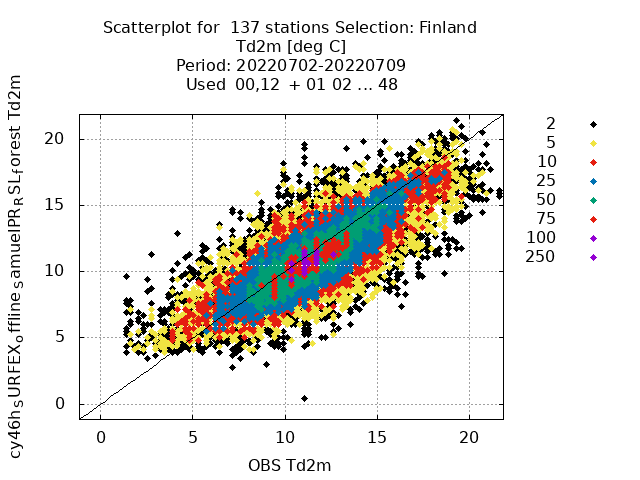 Scatterplot for 137 stations Selection: Finland
Td2m [deg C]
Period: 20220702-20220709
Used 00,12 + 01 02 ... 48
cy46h_SURFEX_offline_samuelPR_RSL_forest Td2m
20
15
10
5
0
0 5 10 15 20
OBS Td2m
2
5
10
25
50
75
100
250